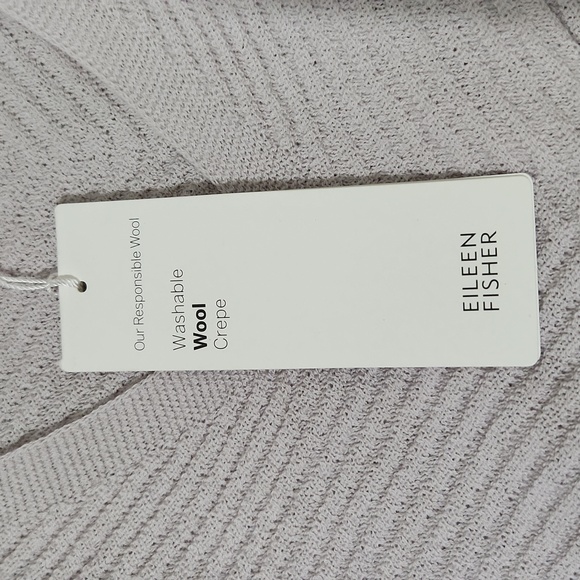 Our Responsible Wool
Washable
Wool
Crepe
EILEEN
FISHER